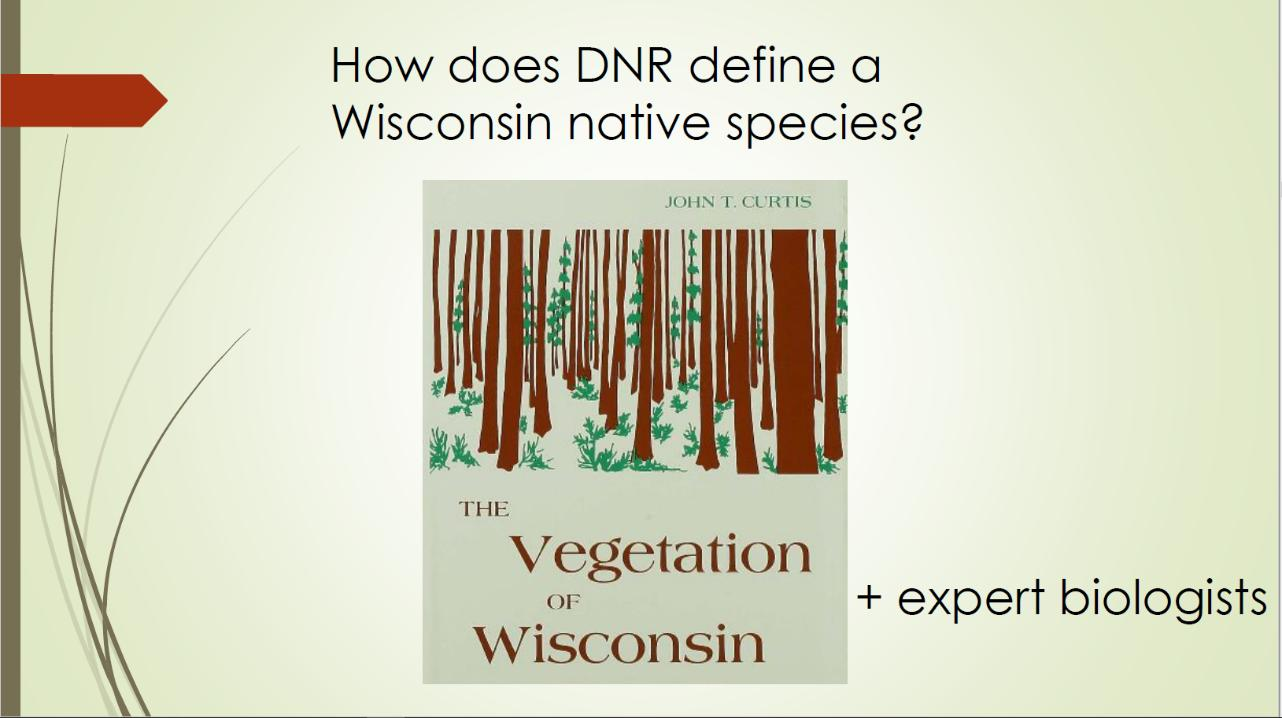 How does DNR define a
Wisconsin native species?
JOHN T. CURTIS
THE
Vegetation
OF
Wisconsin
+ expert biologists